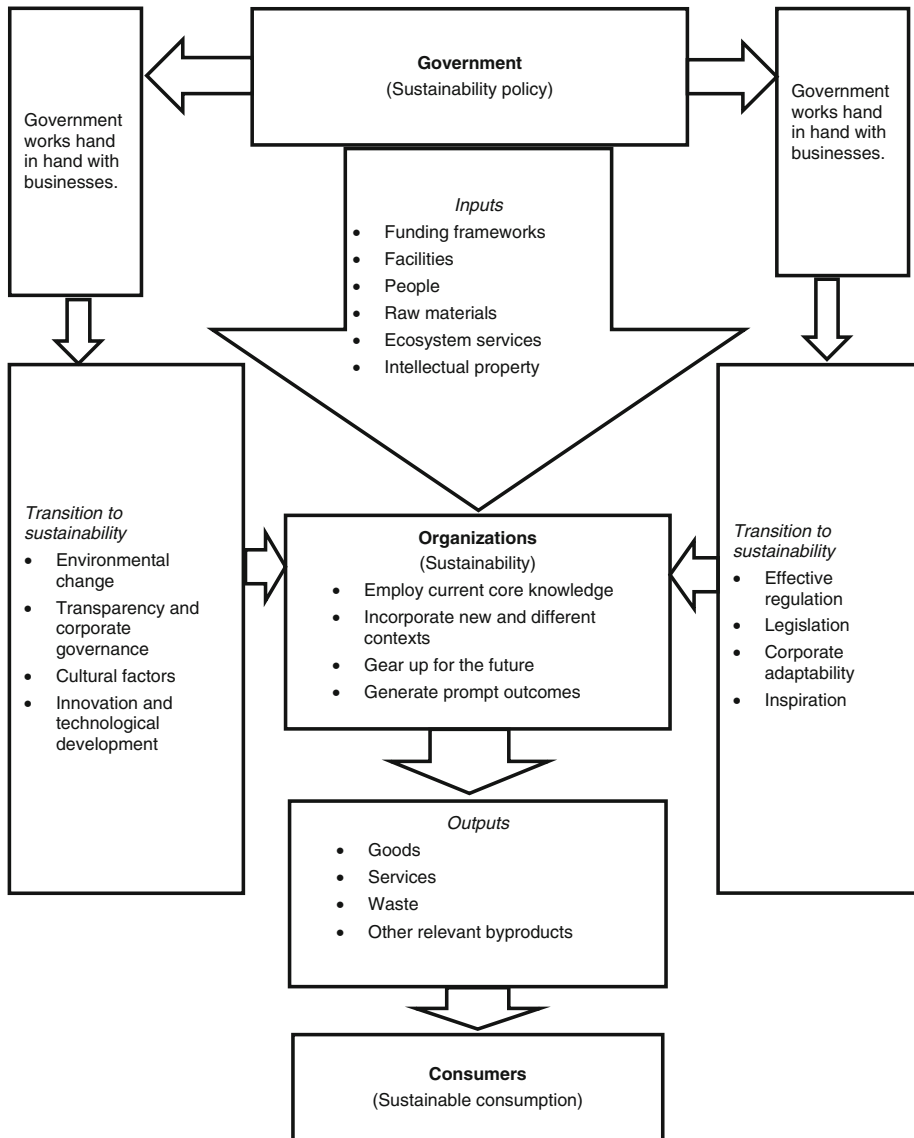 Government
(Sustainability policy)
Government
works hand
in hand with
businesses.
Government
works hand
in hand with
businesses.
Inputs
• Funding frameworks
• Facilities
• People
• Raw materials
• Ecosystem services
• Intellectual property
Transition to
sustainability
• Environmental
change
• Transparency and
corporate
governance
• Cultural factors
• Innovation and
technological
development
Organizations
(Sustainability)
• Employ current core knowledge
• Incorporate new and different
contexts
• Gear up for the future
• Generate prompt outcomes
Transition to
sustainability
• Effective
regulation
• Legislation
• Corporate
adaptability
• Inspiration
Outputs
• Goods
• Services
• Waste
• Other relevant byproducts
Consumers
(Sustainable consumption)